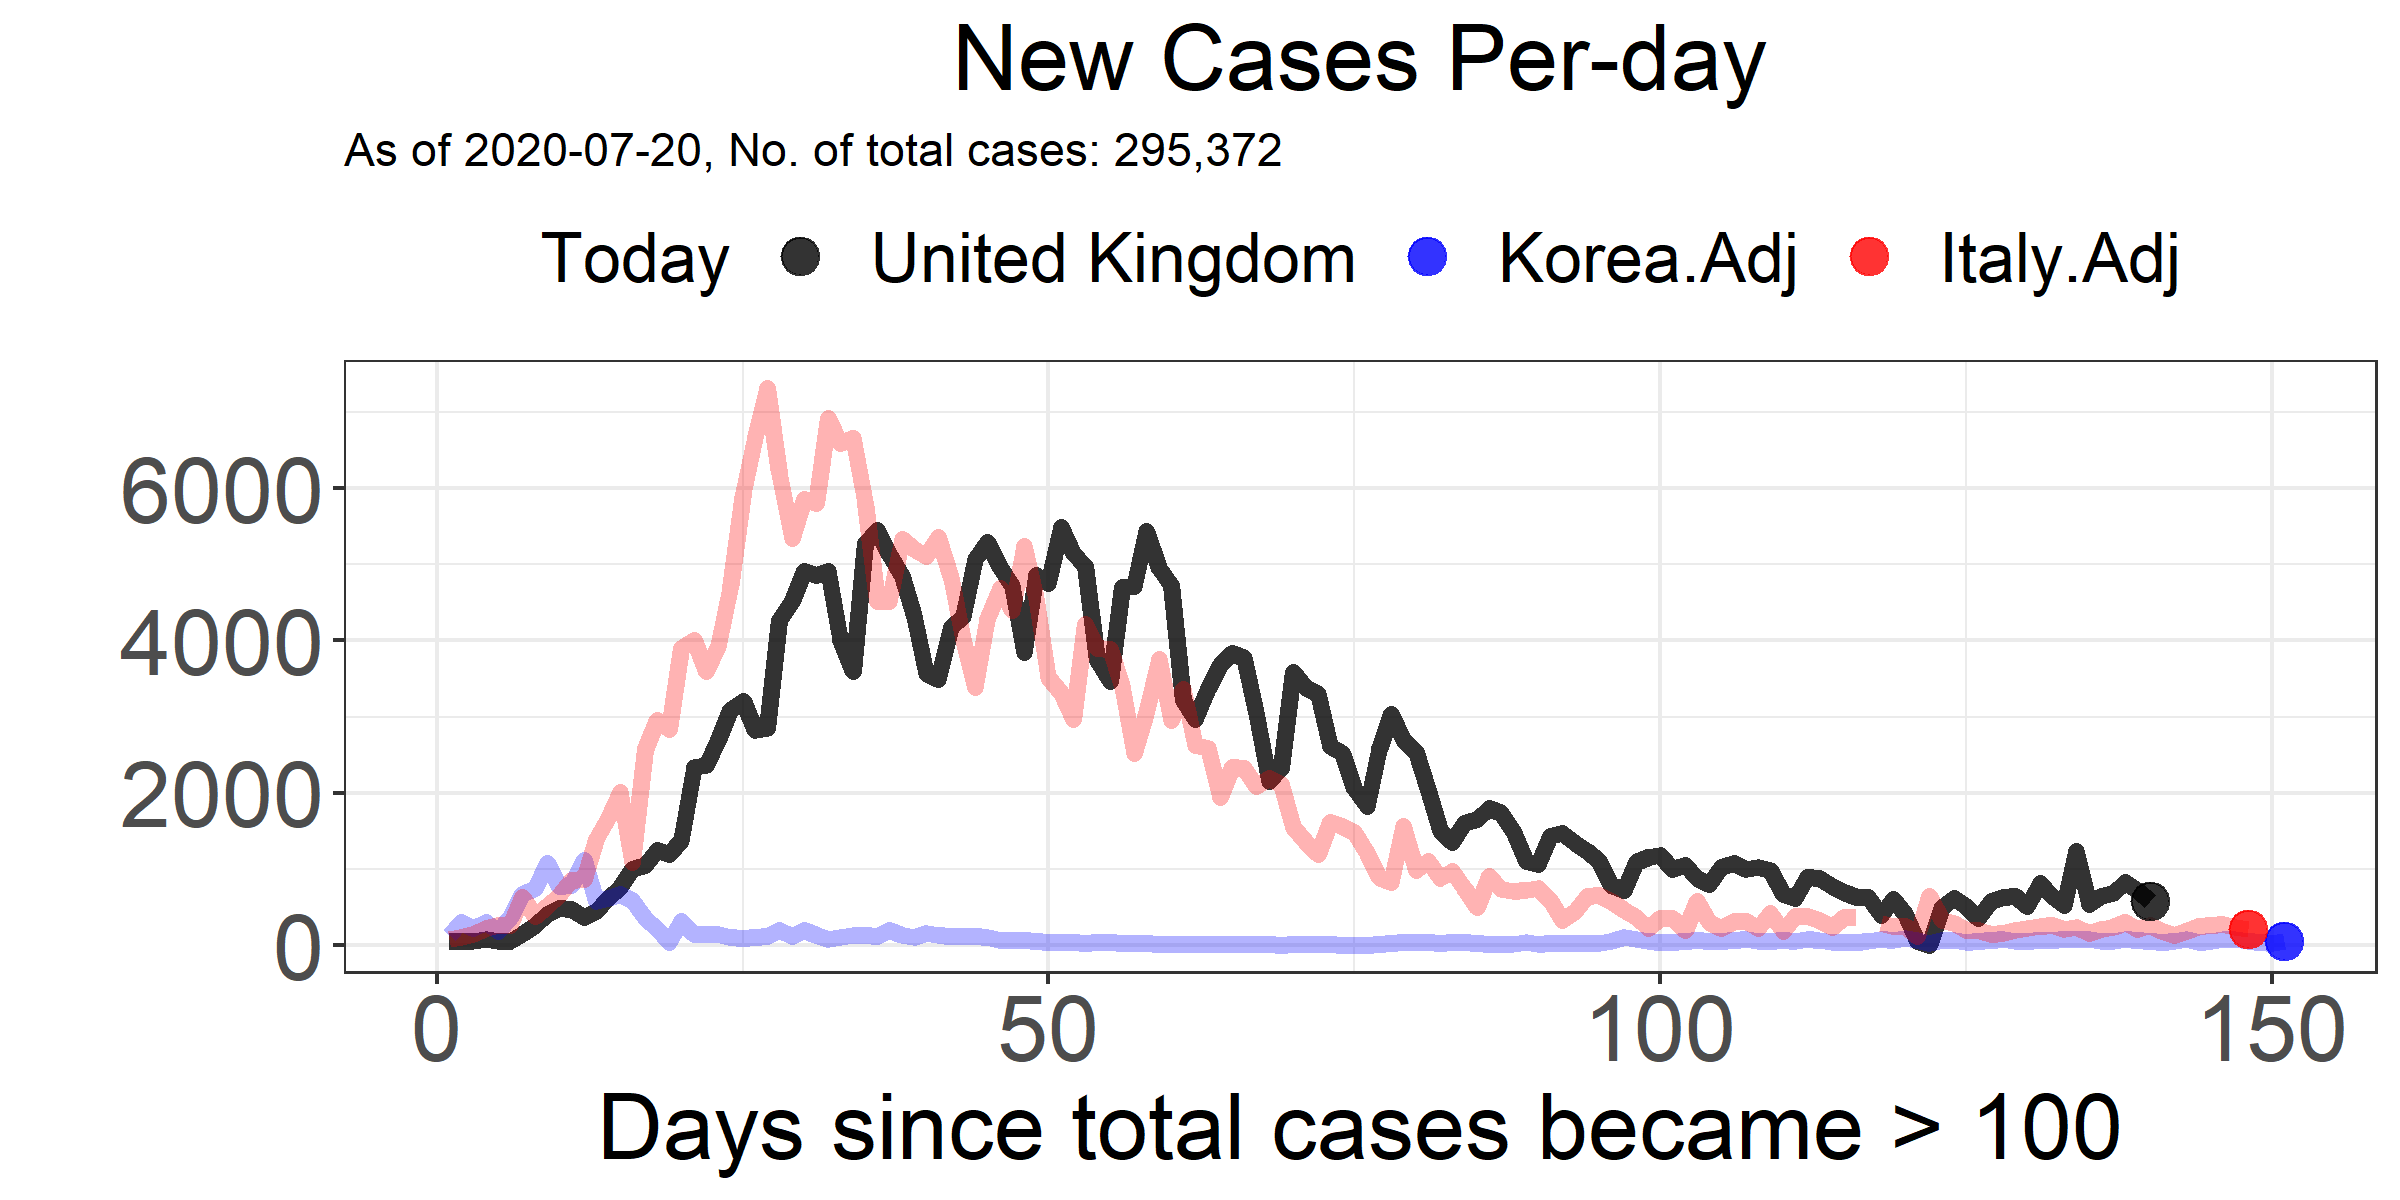 New Cases Per-day
As of 2020-07-20, No. of total cases: 295,372
Today United Kingdom Korea.Adj Italy.Adj
6000
4000
2000
0
0 50 100 150
Days since total cases became > 100